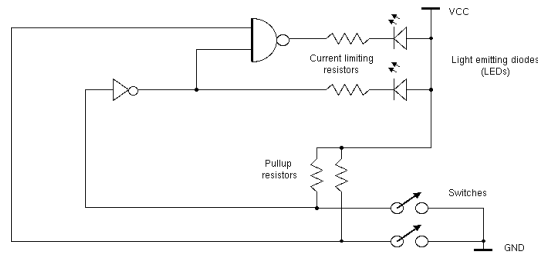 VCC
Current limiting
resistors
Light emitting diodes
(LEDs)
Pullup
resistors
Switches
GND